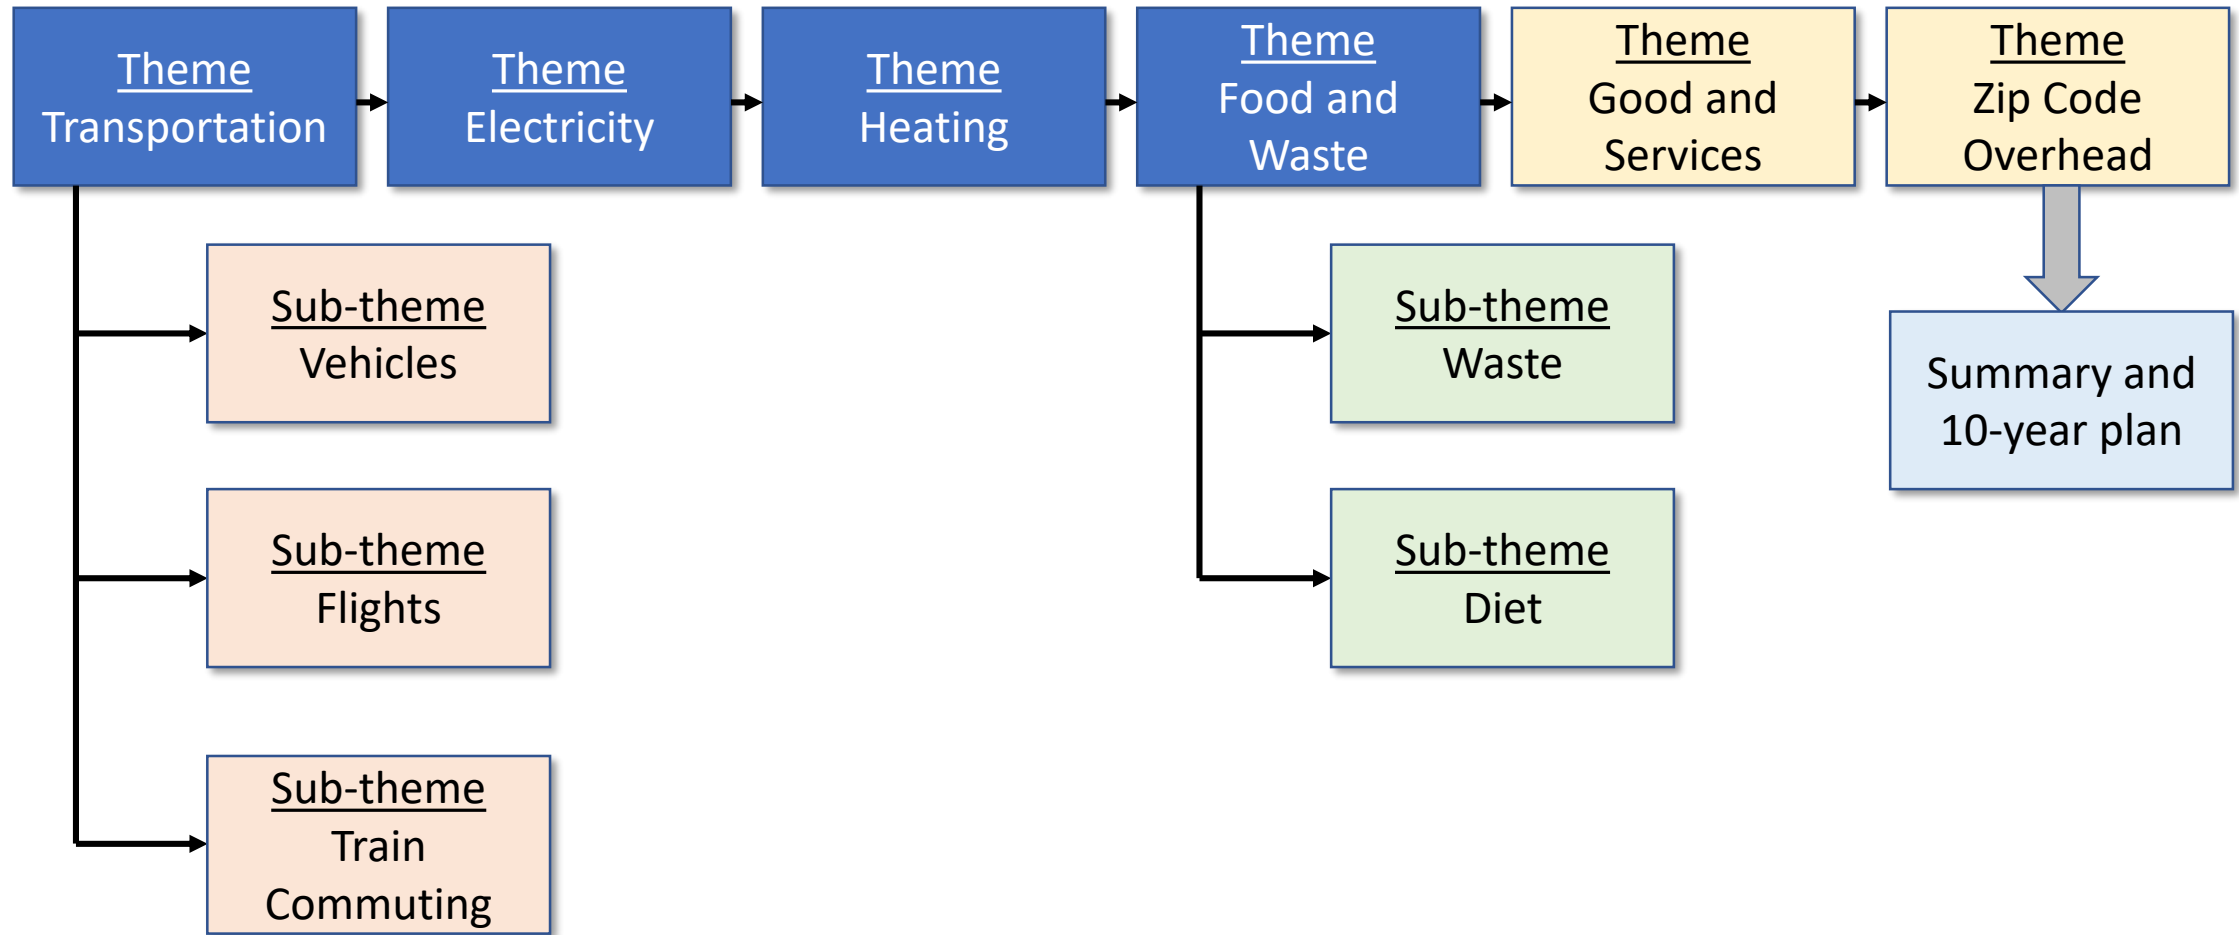 Theme
Transportation
Theme
Electricity
Theme
Heating
Theme
Food and
Waste
Theme
Good and
Services
Theme
Zip Code
Overhead
Sub-theme
Vehicles
Sub-theme
Flights
Sub-theme
Train
Commuting
Sub-theme
Waste
Sub-theme
Diet
Summary and
10-year plan